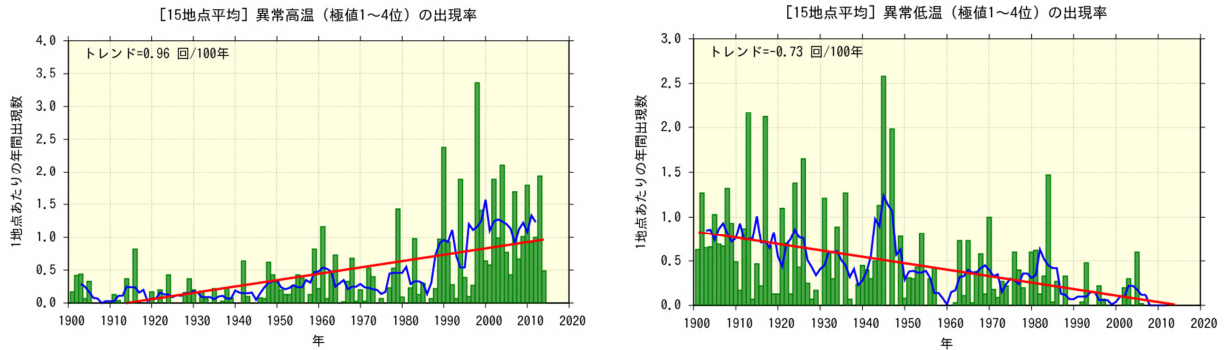 [15地点平均] 異常高温（極値1～4位）の出現率
トレンド=0.96 回/100年
1地点あたりの年間出現数
4.0
3.5
3.0
2.5
2.0
1.5
1.0
0.5
0.0
1900 1910 1920 1930 1940 1950 1960 1970 1980 1990 2000 2010 2020
年
[15地点平均] 異常低温（極値1～4位）の出現率
トレンド=-0.73 回/100年
1地点あたりの年間出現数
3.0
2.5
2.0
1.5
1.0
0.5
0.0
1900 1910 1920 1930 1940 1950 1960 1970 1980 1990 2000 2010 2020
年